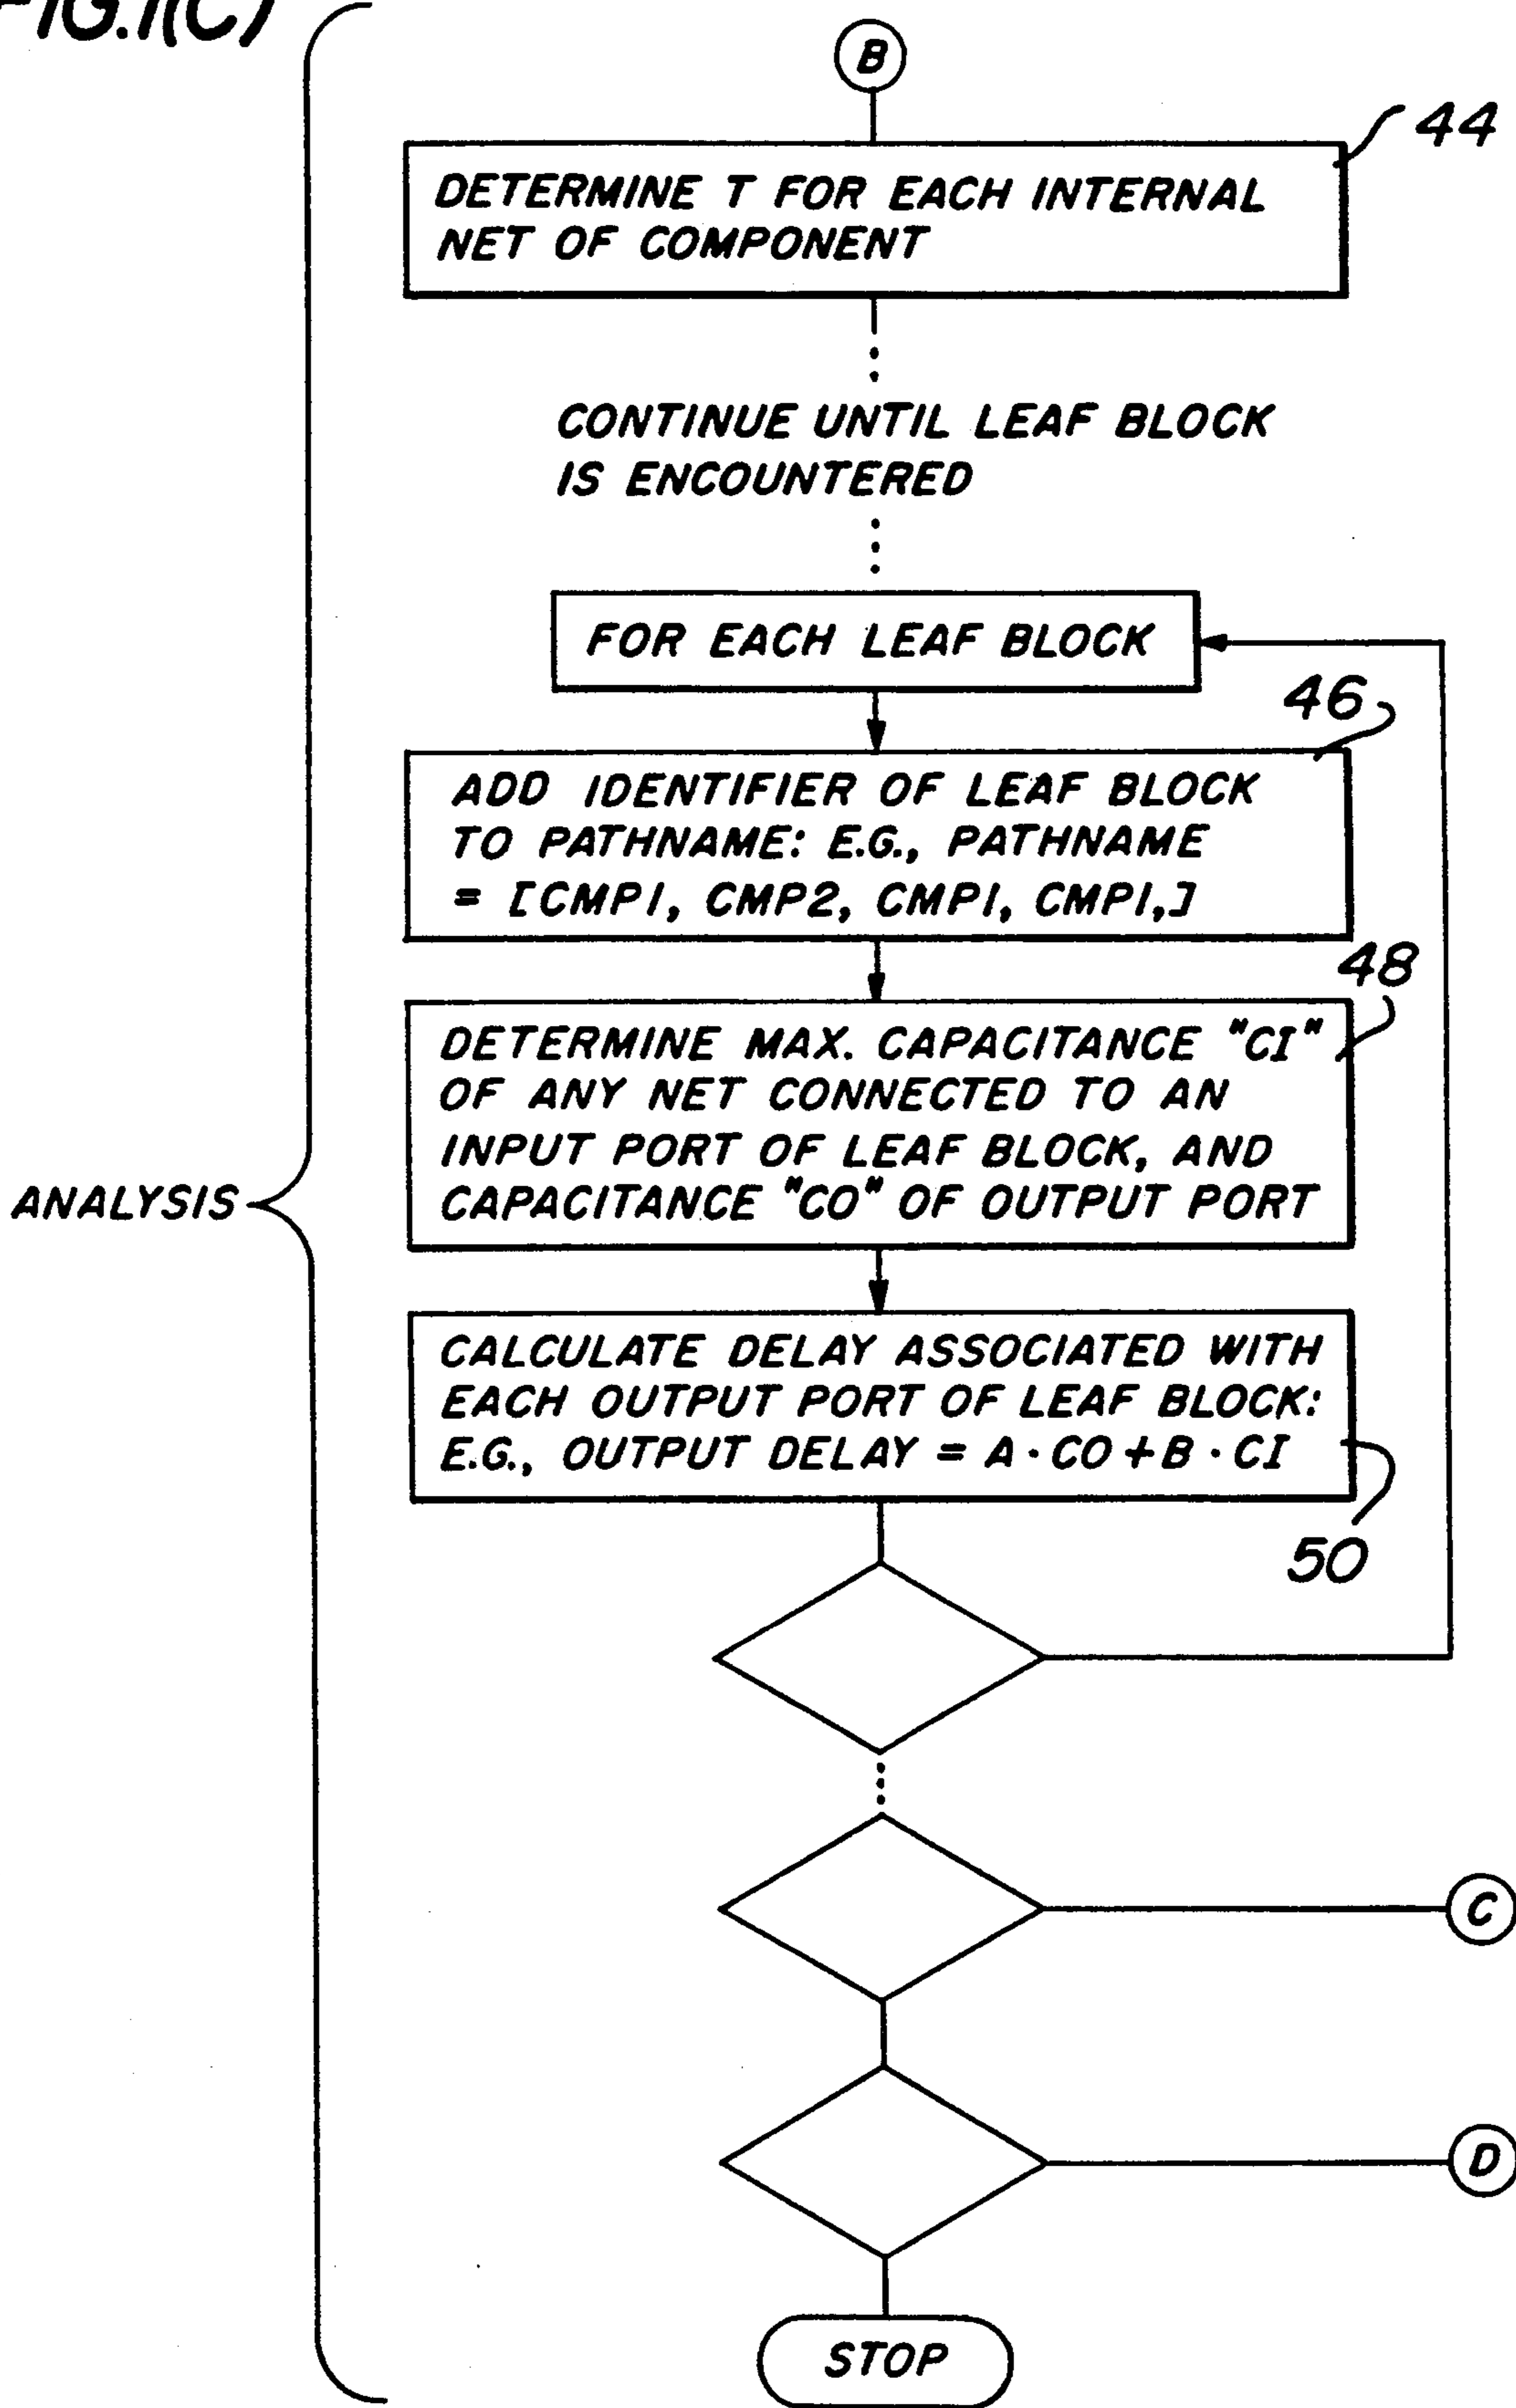 FIG.1(C)
B
44
DETERMINE T FOR EACH INTERNAL
NET OF COMPONENT
CONTINUE UNTIL LEAF BLOCK
IS ENCOUNTERED
FOR EACH LEAF BLOCK
46
ADD IDENTIFIER OF LEAF BLOCK
TO PATHNAME: E.G., PATHNAME
= [CMP1, CMP2, CMP1, CMP1,]
48
DETERMINE MAX. CAPACITANCE "CI"
OF ANY NET CONNECTED TO AN
INPUT PORT OF LEAF BLOCK, AND
CAPACITANCE "CO" OF OUTPUT PORT
ANALYSIS
CALCULATE DELAY ASSOCIATED WITH
EACH OUTPUT PORT OF LEAF BLOCK:
E.G., OUTPUT DELAY = A · CO + B · CI
50
C
D
STOP